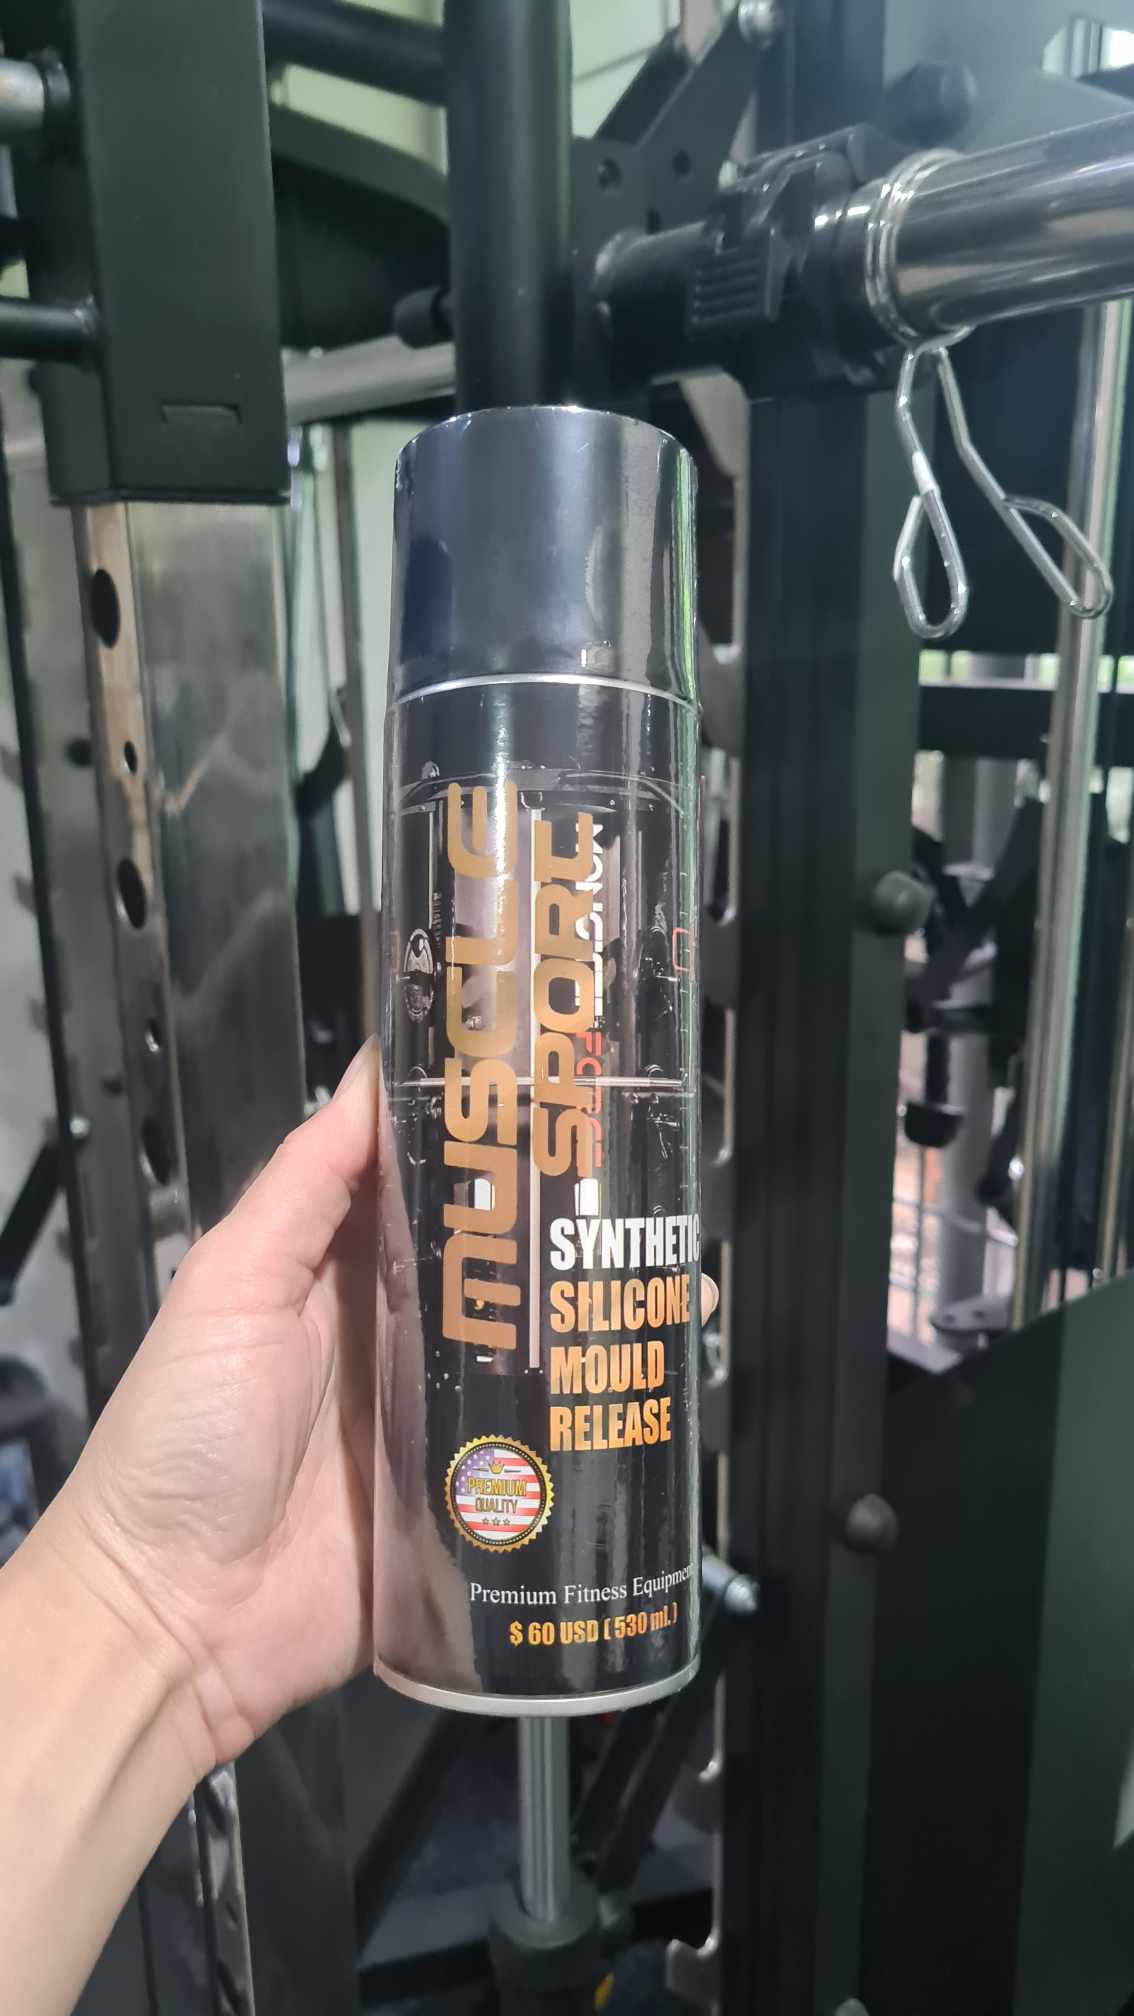 MUSCLE
SPORT
SYNTHETIC
SILICONE
MOULD
RELEASE
PREMIUM
QUALITY
Premium Fitness Equipment
$ 60 USD ( 530 ml. )